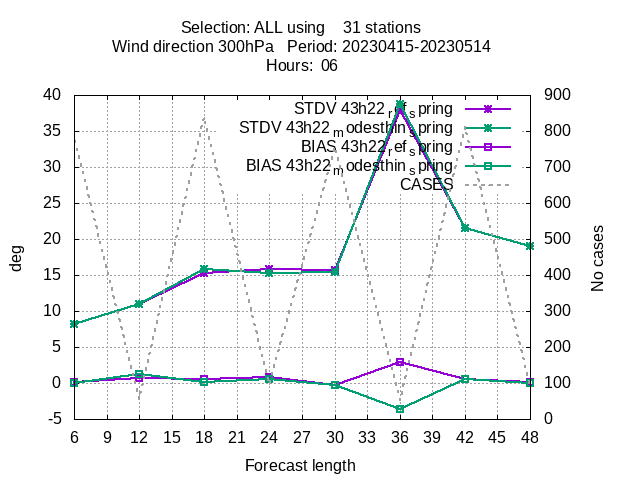 Selection: ALL using    31 stations
Wind direction 300hPa   Period: 20230415-20230514
Hours:  06
STDV 43h22_ref_spring
STDV 43h22_modesthin_spring
BIAS 43h22_ref_spring
BIAS 43h22_modesthin_spring
CASES
40
35
30
25
20
15
10
5
0
-5
deg
900
800
700
600
500
400
300
200
100
0
No cases
6 9 12 15 18 21 24 27 30 33 36 39 42 45 48
Forecast length